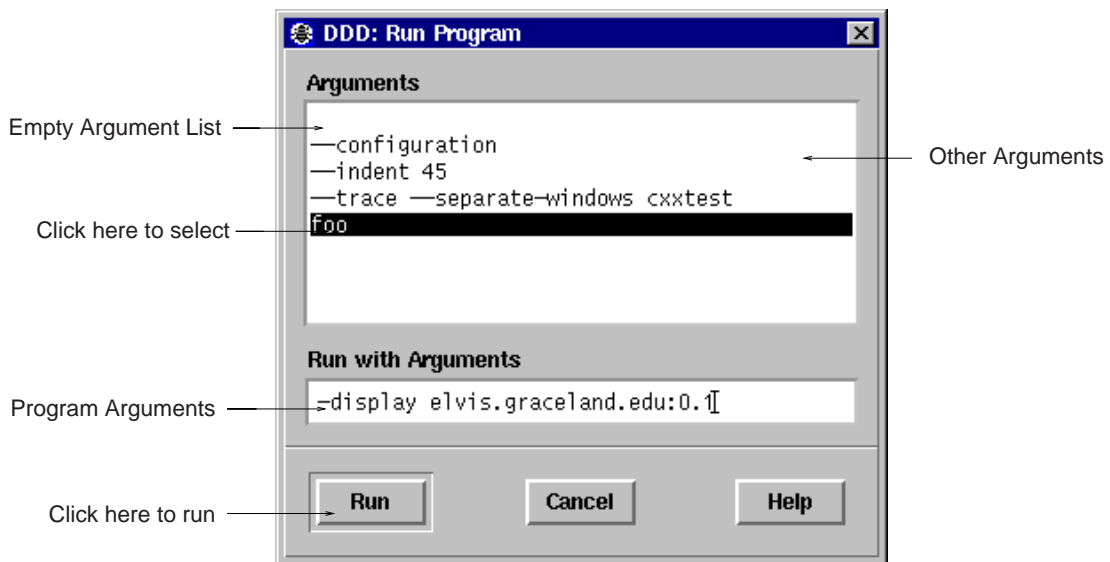 DDD: Run Program
Arguments
Empty Argument List
--configuration
Other Arguments
--indent 45
--trace --separate-windows cxxtest
Click here to select
foo
Run with Arguments
Program Arguments
-display elvis.graceland.edu:0.1
Click here to run
Run
Cancel
Help